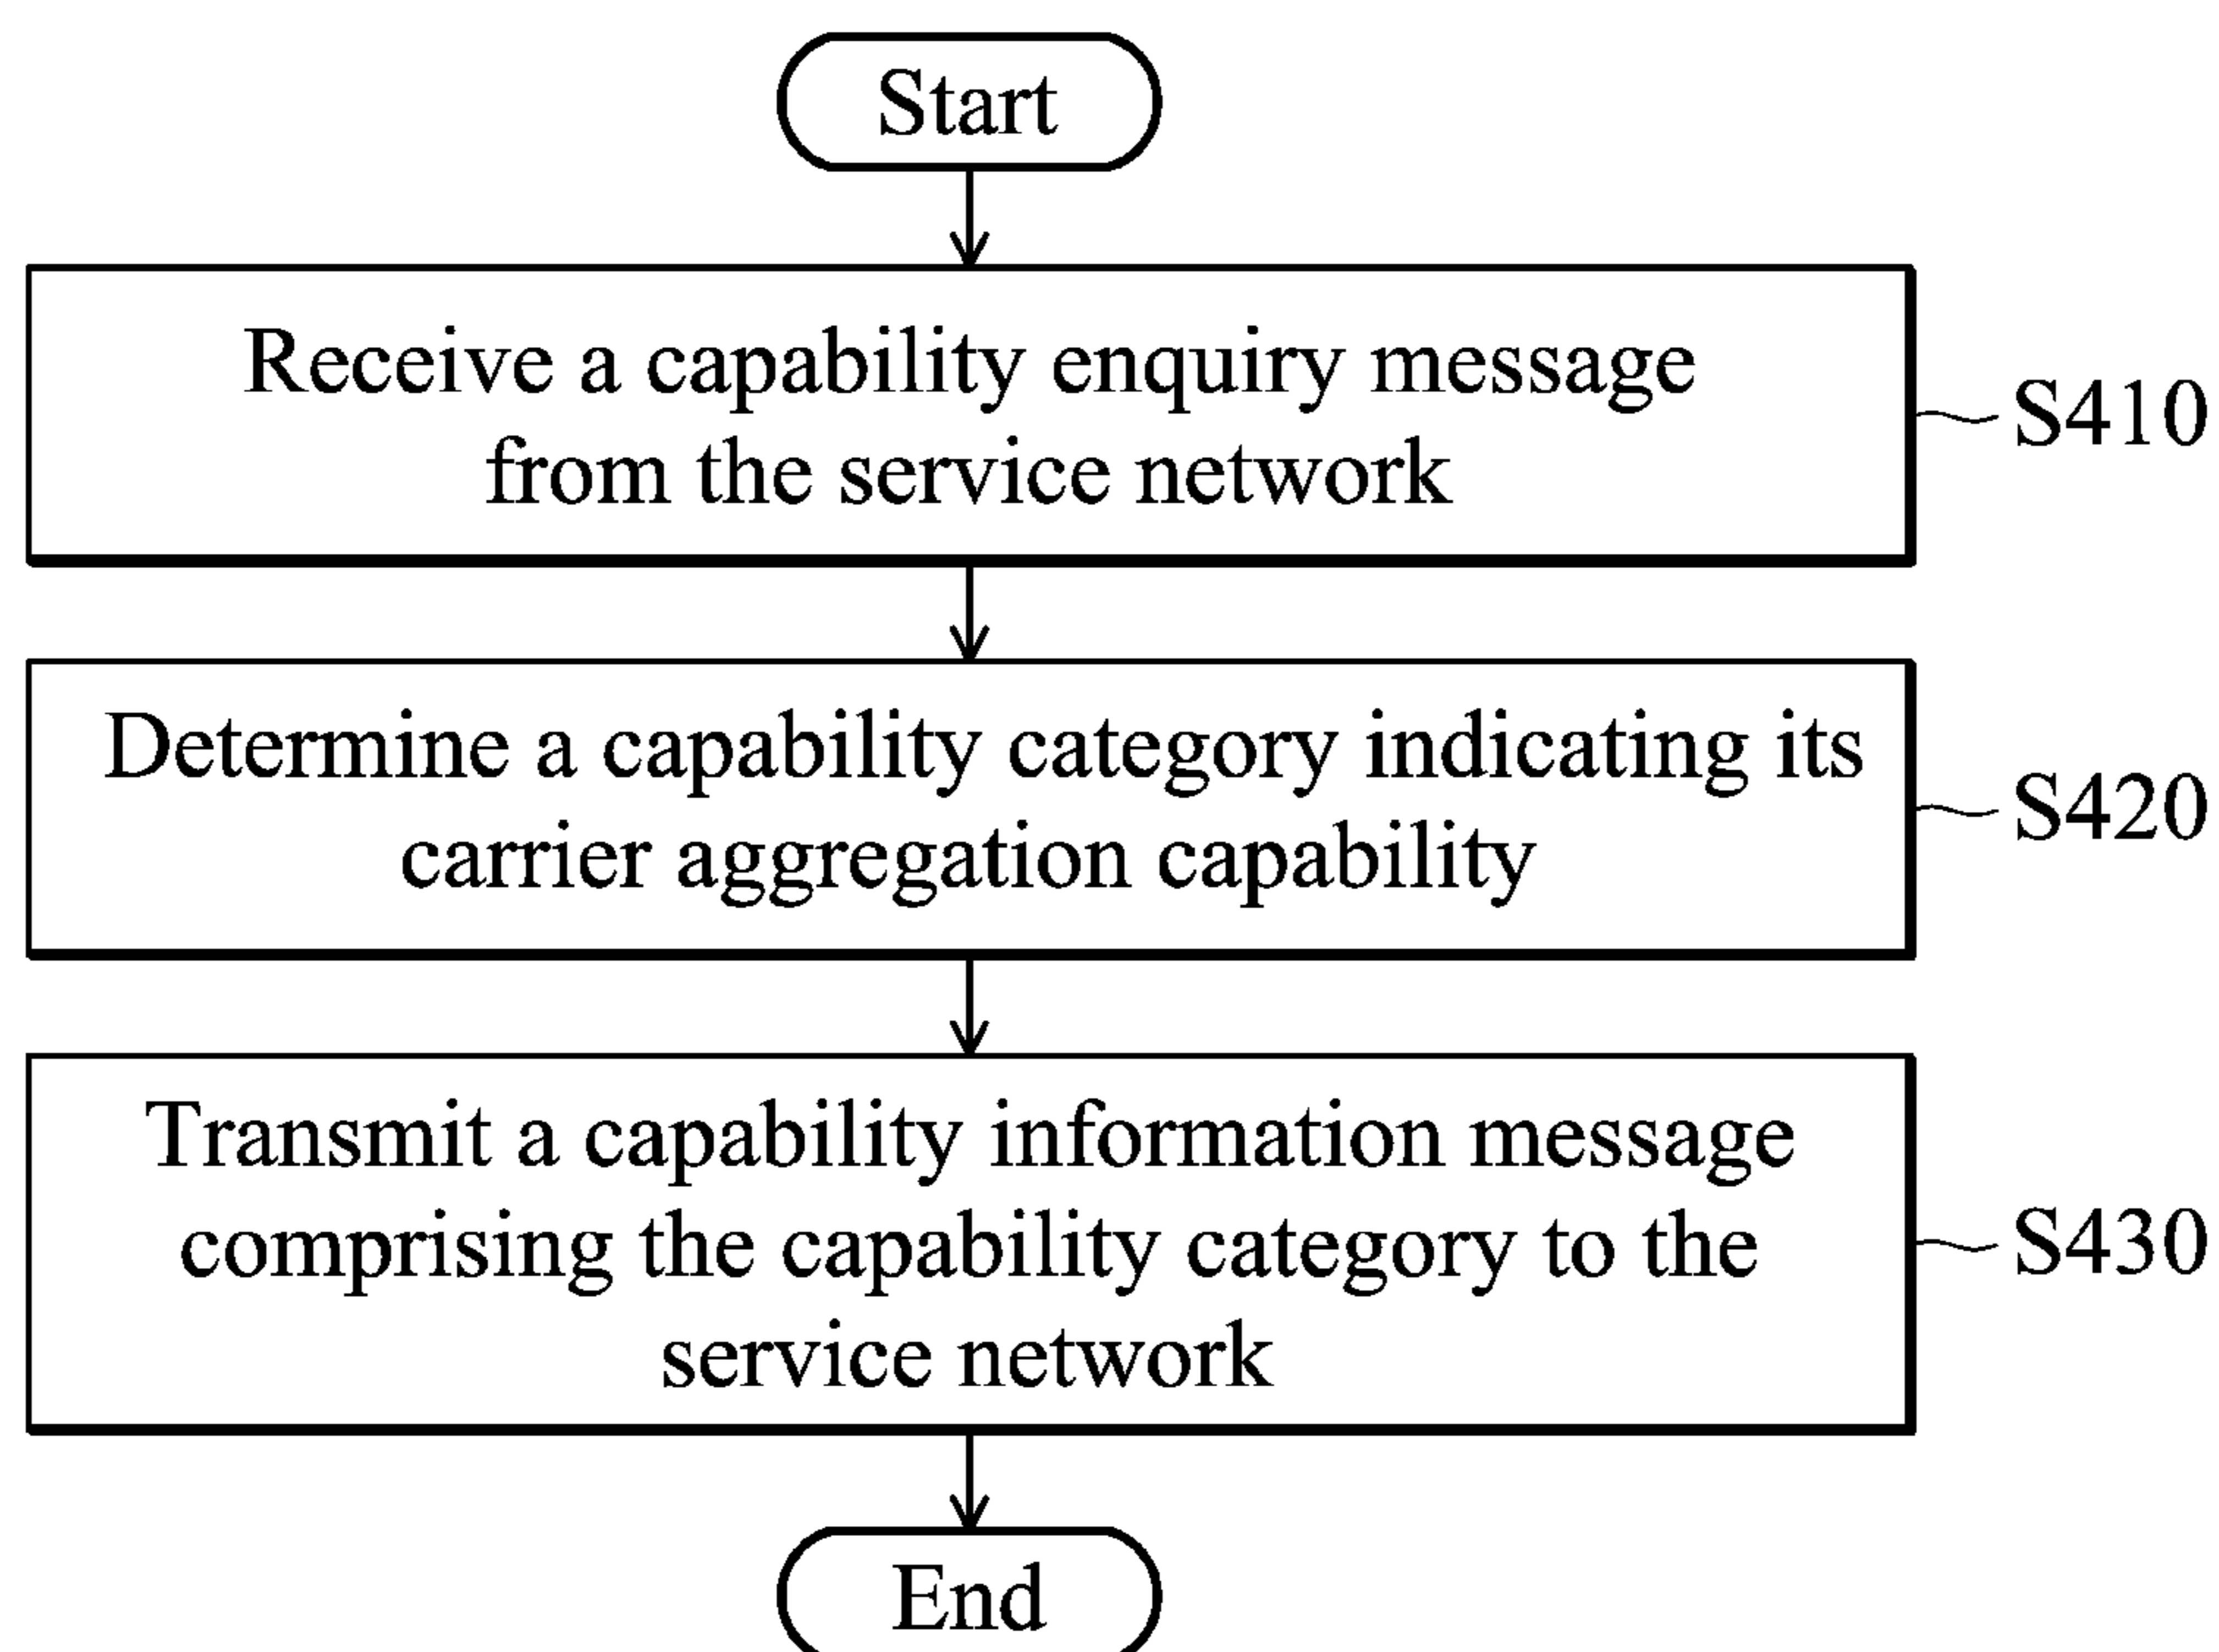 Start
Receive a capability enquiry message
from the service network
S410
Determine a capability category indicating its
carrier aggregation capability
S420
Transmit a capability information message
comprising the capability category to the
service network
S430
End